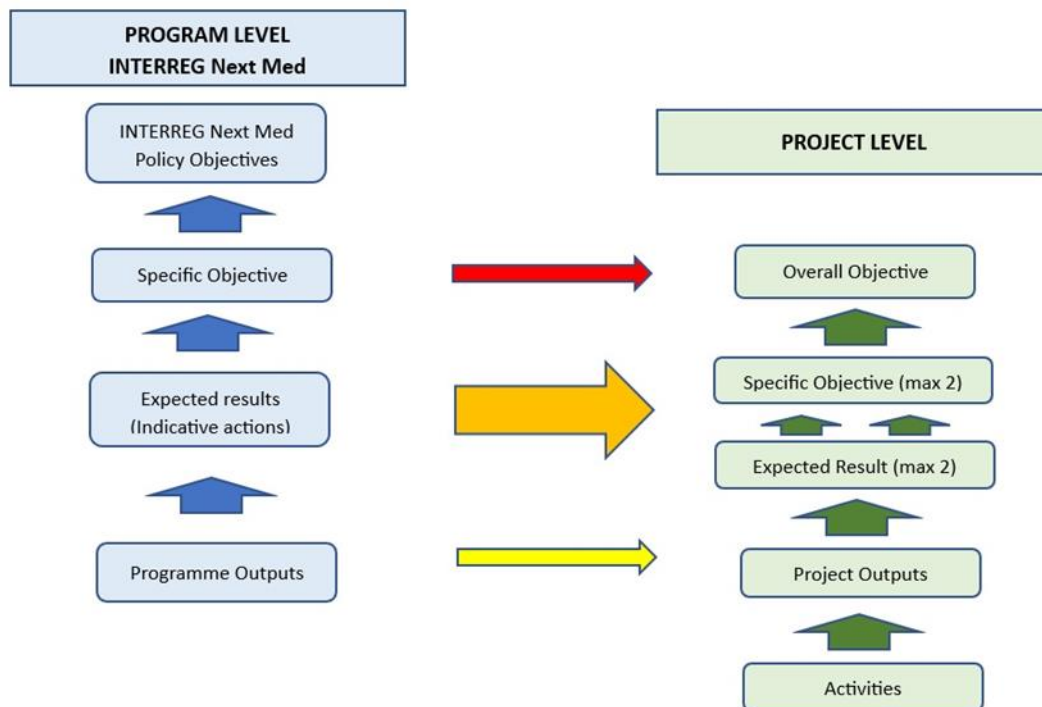 PROGRAM LEVEL
INTERREG Next Med
INTERREG Next Med
Policy Objectives
Specific Objective
Expected results
(Indicative actions)
Programme Outputs
PROJECT LEVEL
Overall Objective
Specific Objective (max 2)
Expected Result (max 2)
Project Outputs
Activities